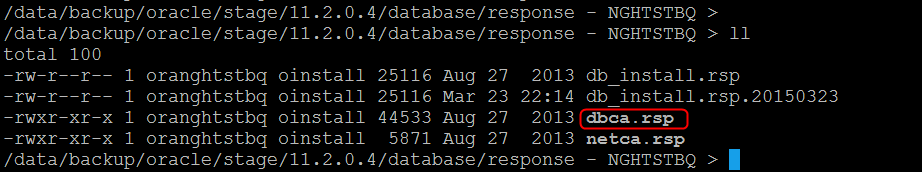 /data/backup/oracle/stage/11.2.0.4/database/response - NGHTSTBQ >
/data/backup/oracle/stage/11.2.0.4/database/response - NGHTSTBQ > ll
total 100
-rw-r--r-- 1 oranghtstbq oinstall 25116 Aug 27  2013 db_install.rsp
-rw-r--r-- 1 oranghtstbq oinstall 25116 Mar 23 22:14 db_install.rsp.20150323
-rwxr-xr-x 1 oranghtstbq oinstall 44533 Aug 27  2013 dbca.rsp
-rwxr-xr-x 1 oranghtstbq oinstall  5871 Aug 27  2013 netca.rsp
/data/backup/oracle/stage/11.2.0.4/database/response - NGHTSTBQ >